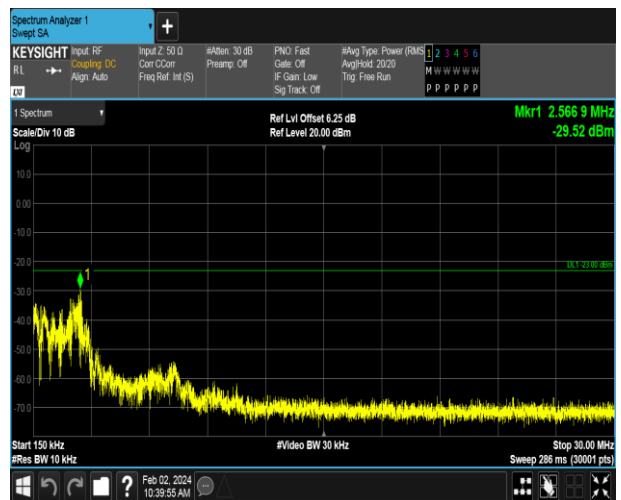 Spectrum Analyzer 1
Swept SA
KEYSIGHT
RL
Input: RF
Coupling: DC
Align: Auto
Input Z: 50 Ω
Corr CCorr
Freq Ref: Int (S)
#Atten: 30 dB
Preamp: Off
PNO: Fast
Gate: Off
IF Gain: Low
Sig Track: Off
#Avg Type: Power (RMS
Avg|Hold: 20/20
Trig: Free Run
1 2 3 4 5 6
M W W W W W
P P P P P P
LXI
1 Spectrum
Scale/Div 10 dB
Ref Lvl Offset 6.25 dB
Ref Level 20.00 dBm
Mkr1 2.566 9 MHz
-29.52 dBm
Log
10.0
0.00
-10.0
-20.0
DL1 -23.00 dBm
1
-30.0
-40.0
-50.0
-60.0
-70.0
Start 150 kHz
#Video BW 30 kHz
Stop 30.00 MHz
#Res BW 10 kHz
Sweep 286 ms (30001 pts)
?
Feb 02, 2024
10:39:55 AM